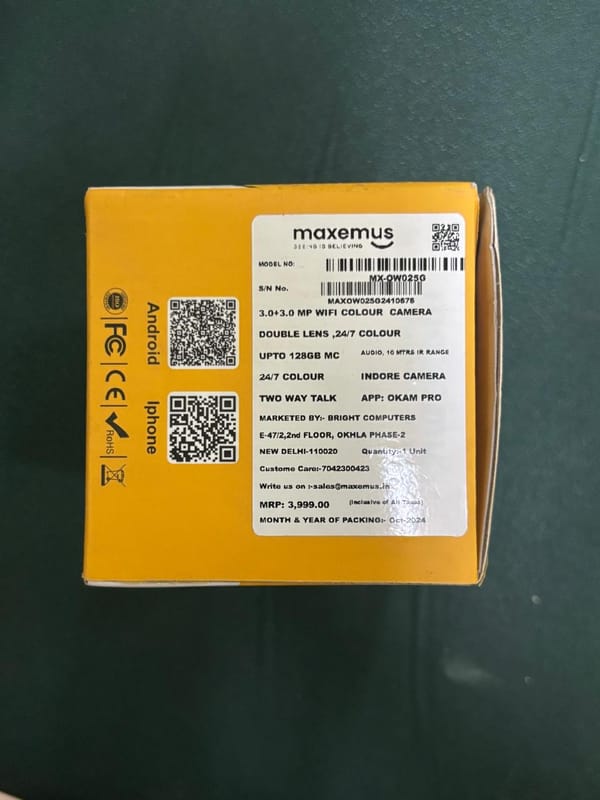 maxemus
SEEING IS BELIEVING
MODEL NO:
MX-OW025G
S/N No.
MAXOW025G2410676
3.0+3.0 MP WIFI COLOUR CAMERA
DOUBLE LENS ,24/7 COLOUR
UPTO 128GB MC AUDIO, 10 MTRS IR RANGE
24/7 COLOUR INDORE CAMERA
TWO WAY TALK APP: OKAM PRO
MARKETED BY:- BRIGHT COMPUTERS
E-47/2,2nd FLOOR, OKHLA PHASE-2
NEW DELHI-110020 Quantity:-1 Unit
Custome Care:-7042300423
Write us on :-sales@maxemus.in
MRP: 3,999.00 (Inclusive of All Taxes)
MONTH & YEAR OF PACKING:- Oct-2024
Android
Iphone
FC
CE
RoHS